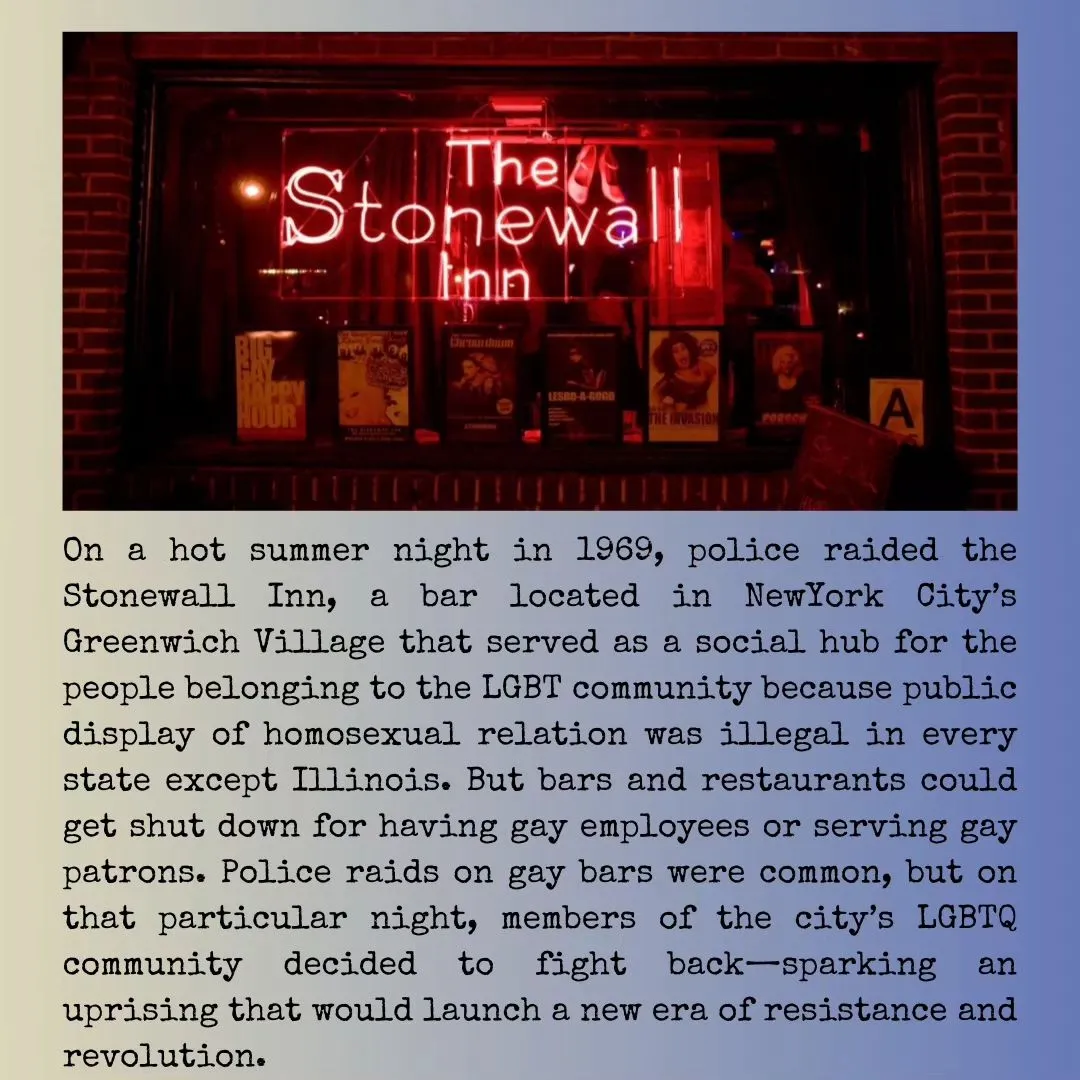 The
Stonewall
Inn
BIG
GAY
HAPPY
HOUR
LESBO-A-GOGO
THE INVASION
A
On a hot summer night in 1969, police raided the
Stonewall Inn, a bar located in NewYork City’s
Greenwich Village that served as a social hub for the
people belonging to the LGBT community because public
display of homosexual relation was illegal in every
state except Illinois. But bars and restaurants could
get shut down for having gay employees or serving gay
patrons. Police raids on gay bars were common, but on
that particular night, members of the city’s LGBTQ
community decided to fight back—sparking an
uprising that would launch a new era of resistance and
revolution.